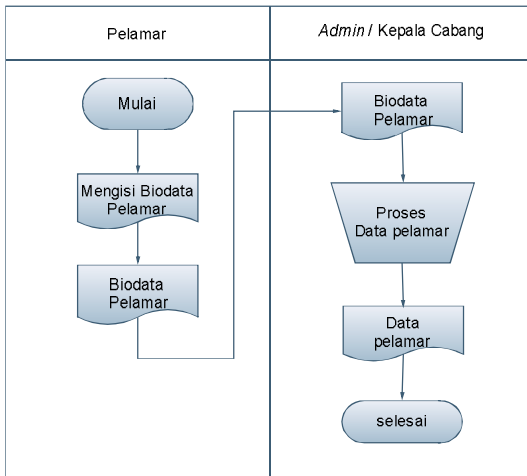 Pelamar
Admin / Kepala Cabang
Mulai
Mengisi Biodata
Pelamar
Biodata
Pelamar
Biodata
Pelamar
Proses
Data pelamar
Data
pelamar
selesai